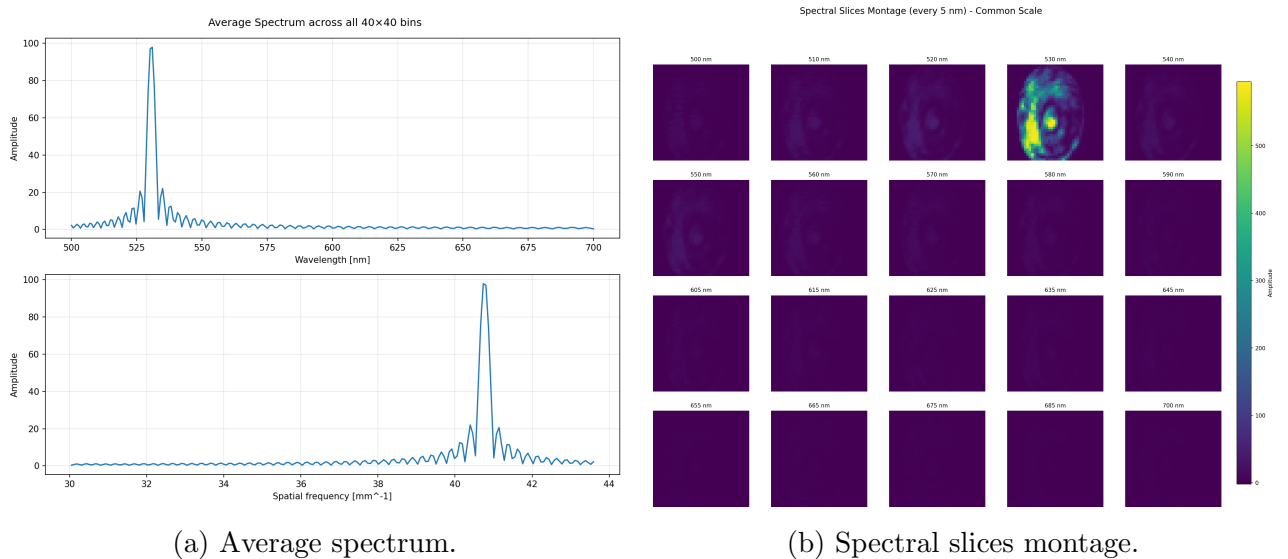 Average Spectrum across all 40×40 bins
100
80
60
40
20
0
Amplitude
500 525 550 575 600 625 650 675 700
Wavelength [nm]
100
80
60
40
20
0
Amplitude
30 32 34 36 38 40 42 44
Spatial frequency [mm^-1]
(a) Average spectrum.
Spectral Slices Montage (every 5 nm) - Common Scale
500 nm 510 nm 520 nm 530 nm 540 nm
550 nm 560 nm 570 nm 580 nm 590 nm
605 nm 615 nm 625 nm 635 nm 645 nm
655 nm 665 nm 675 nm 685 nm 700 nm
500
400
300
200
100
0
Amplitude
(b) Spectral slices montage.